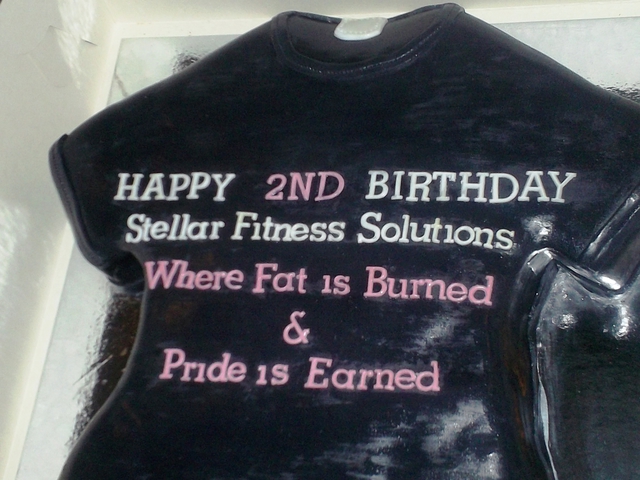 HAPPY 2ND BIRTHDAY
Stellar Fitness Solutions
Where Fat is Burned
&
Pride is Earned